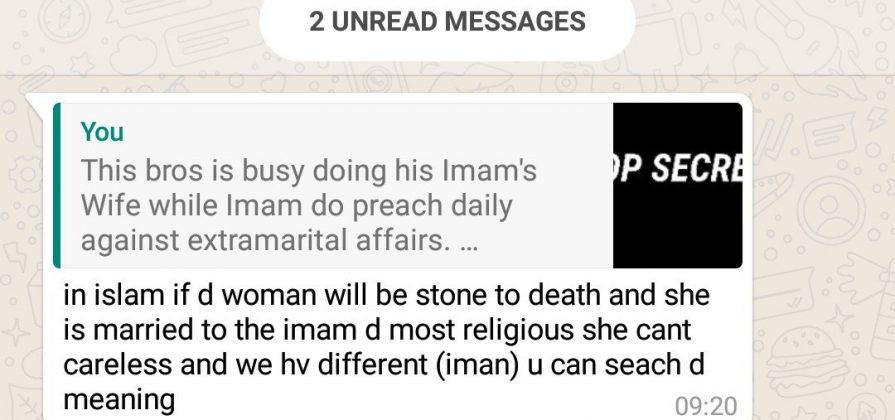 2 UNREAD MESSAGES
You
This bros is busy doing his Imam's
Wife while Imam do preach daily
against extramarital affairs. ...
OP SECRE
in islam if d woman will be stone to death and she
is married to the imam d most religious she cant
careless and we hv different (iman) u can seach d
meaning
09:20